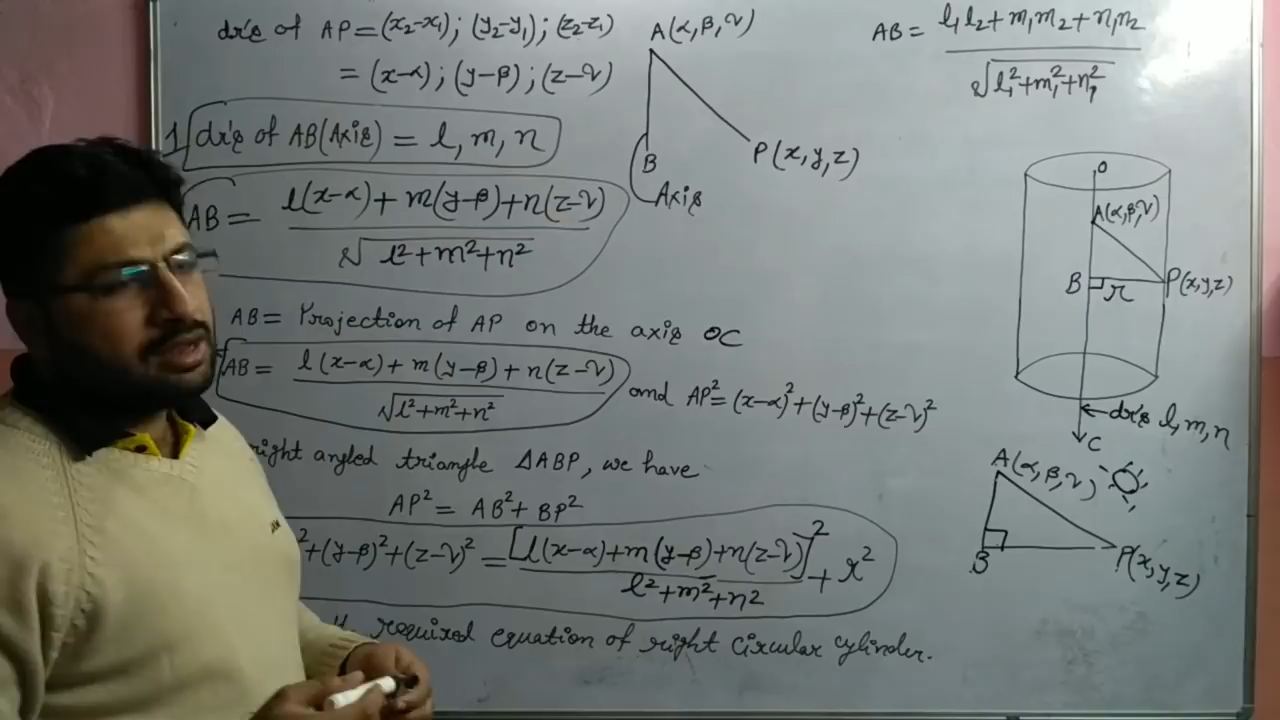 dr's of AP = (x₂-x₁); (y₂-y₁); (z₂-z₁)
= (x-α); (y-β); (z-γ)
1 dr's of AB(Axis) = l, m, n
AB = l(x-α) + m(y-β) + n(z-γ) / √l²+m²+n²
AB = Projection of AP on the axis OC
AB = l(x-α) + m(y-β) + n(z-γ) / √l²+m²+n² and AP² = (x-α)²+(y-β)²+(z-γ)²
right angled triangle ΔABP, we have
AP² = AB² + BP²
²+(y-β)²+(z-γ)² = [l(x-α)+m(y-β)+n(z-γ)]² / l²+m²+n² + r²
required equation of right circular cylinder.
A(α,β,γ)
B
P(x,y,z)
Axis
AB = l₁l₂+m₁m₂+n₁n₂ / √l₁²+m₁²+n₁²
O
A(α,β,γ)
B r P(x,y,z)
dr's l,m,n
C
A(α,β,γ)
B
P(x,y,z)